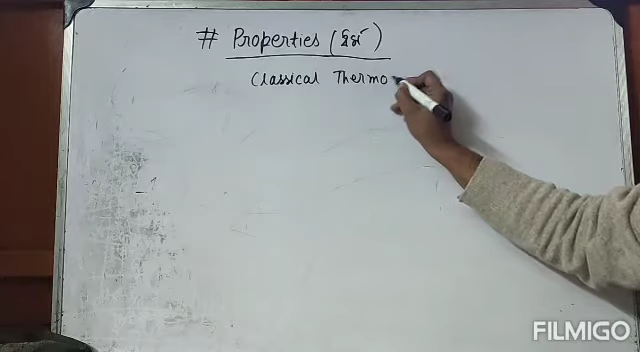 # Properties (गुण)
Classical Thermo
FILMIGO